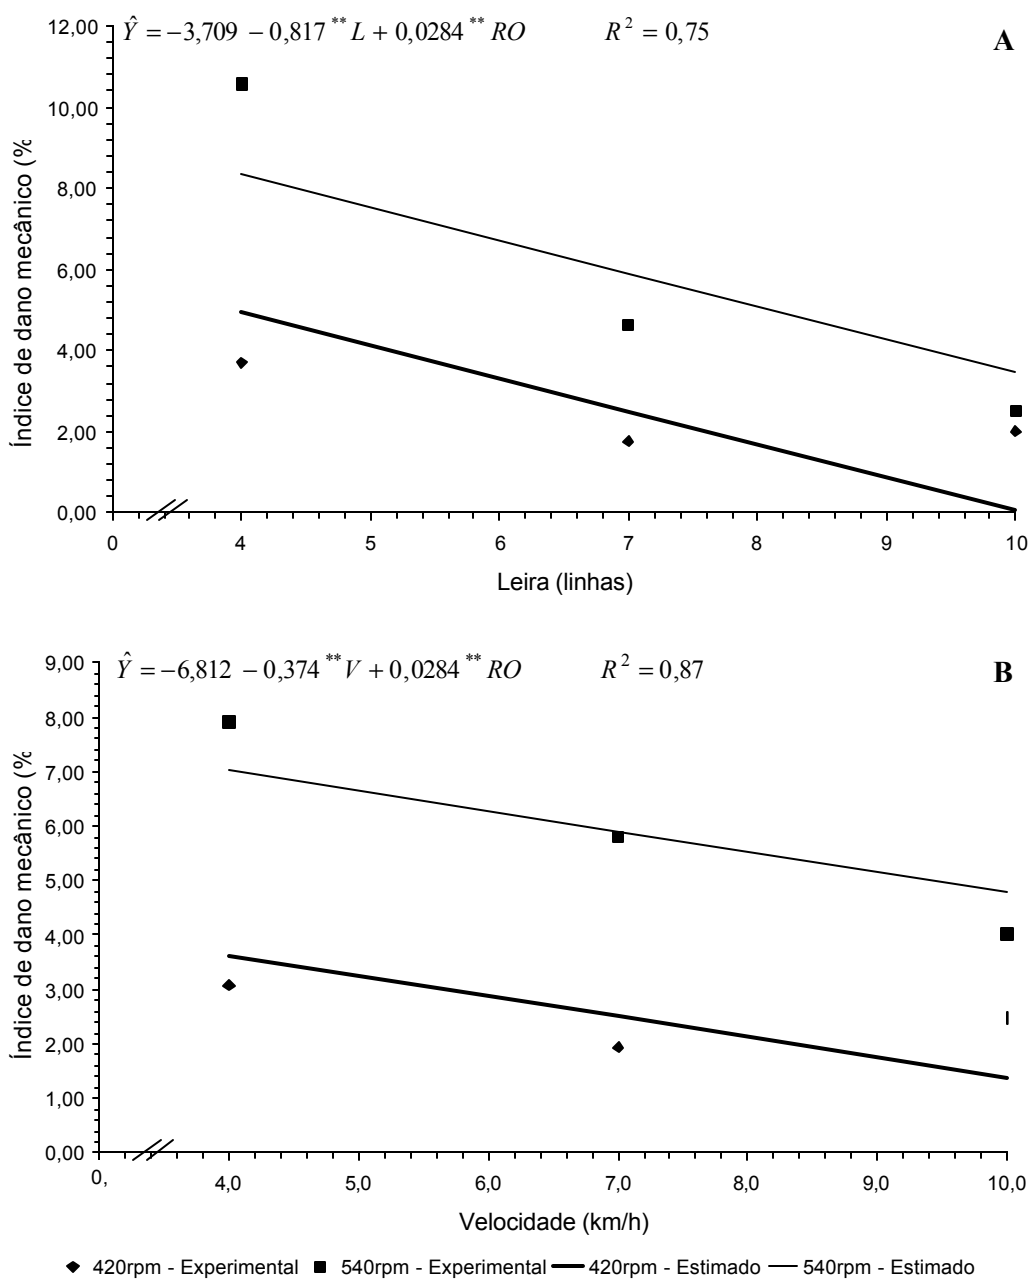 Ŷ = −3,709 − 0,817 ** L + 0,0284 ** RO R² = 0,75
A
Índice de dano mecânico (%
12,00
10,00
8,00
6,00
4,00
2,00
0,00
0 4 5 6 7 8 9 10
Leira (linhas)
Ŷ = −6,812 − 0,374 ** V + 0,0284 ** RO R² = 0,87
B
Índice de dano mecânico (%
9,00
8,00
7,00
6,00
5,00
4,00
3,00
2,00
1,00
0,00
0, 4,0 5,0 6,0 7,0 8,0 9,0 10,0
Velocidade (km/h)
420rpm - Experimental 540rpm - Experimental 420rpm - Estimado 540rpm - Estimado